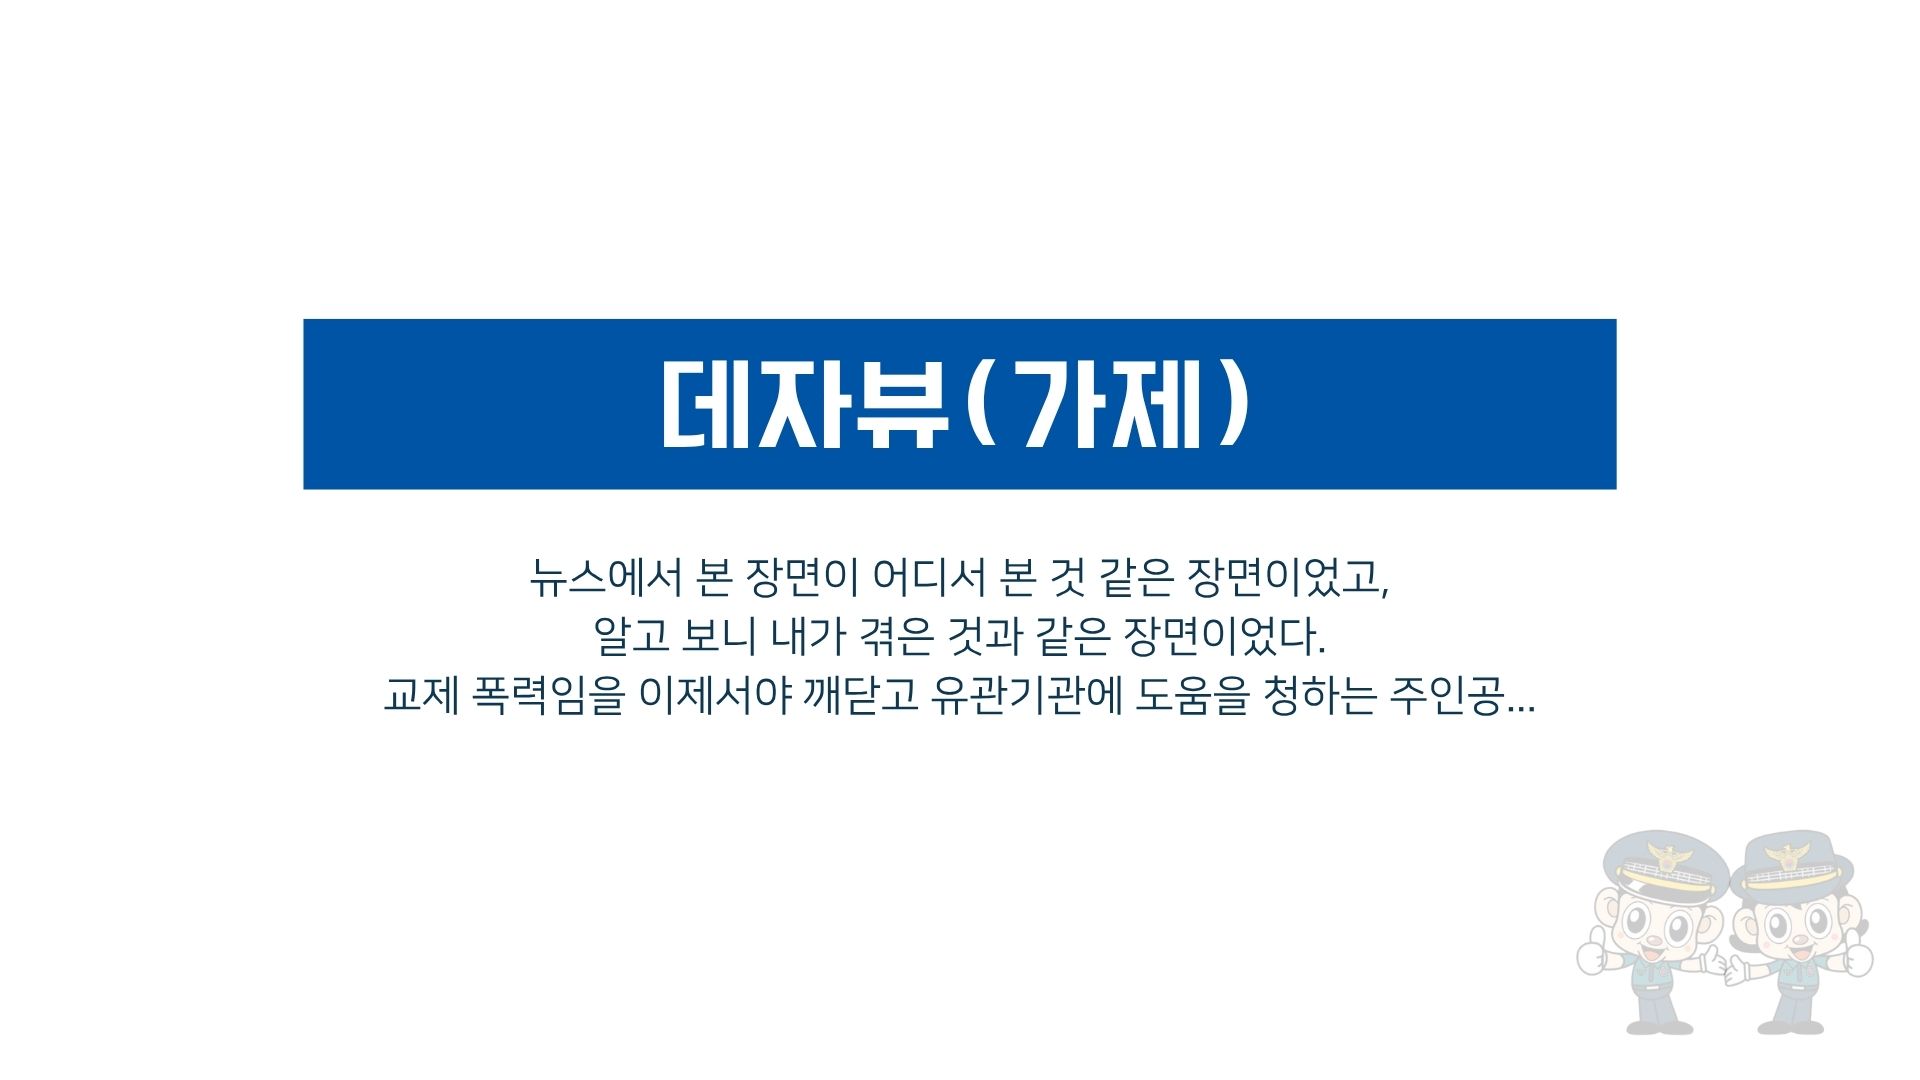 데자뷰(가제)
뉴스에서 본 장면이 어디서 본 것 같은 장면이었고,
알고 보니 내가 겪은 것과 같은 장면이었다.
교제 폭력임을 이제서야 깨닫고 유관기관에 도움을 청하는 주인공...